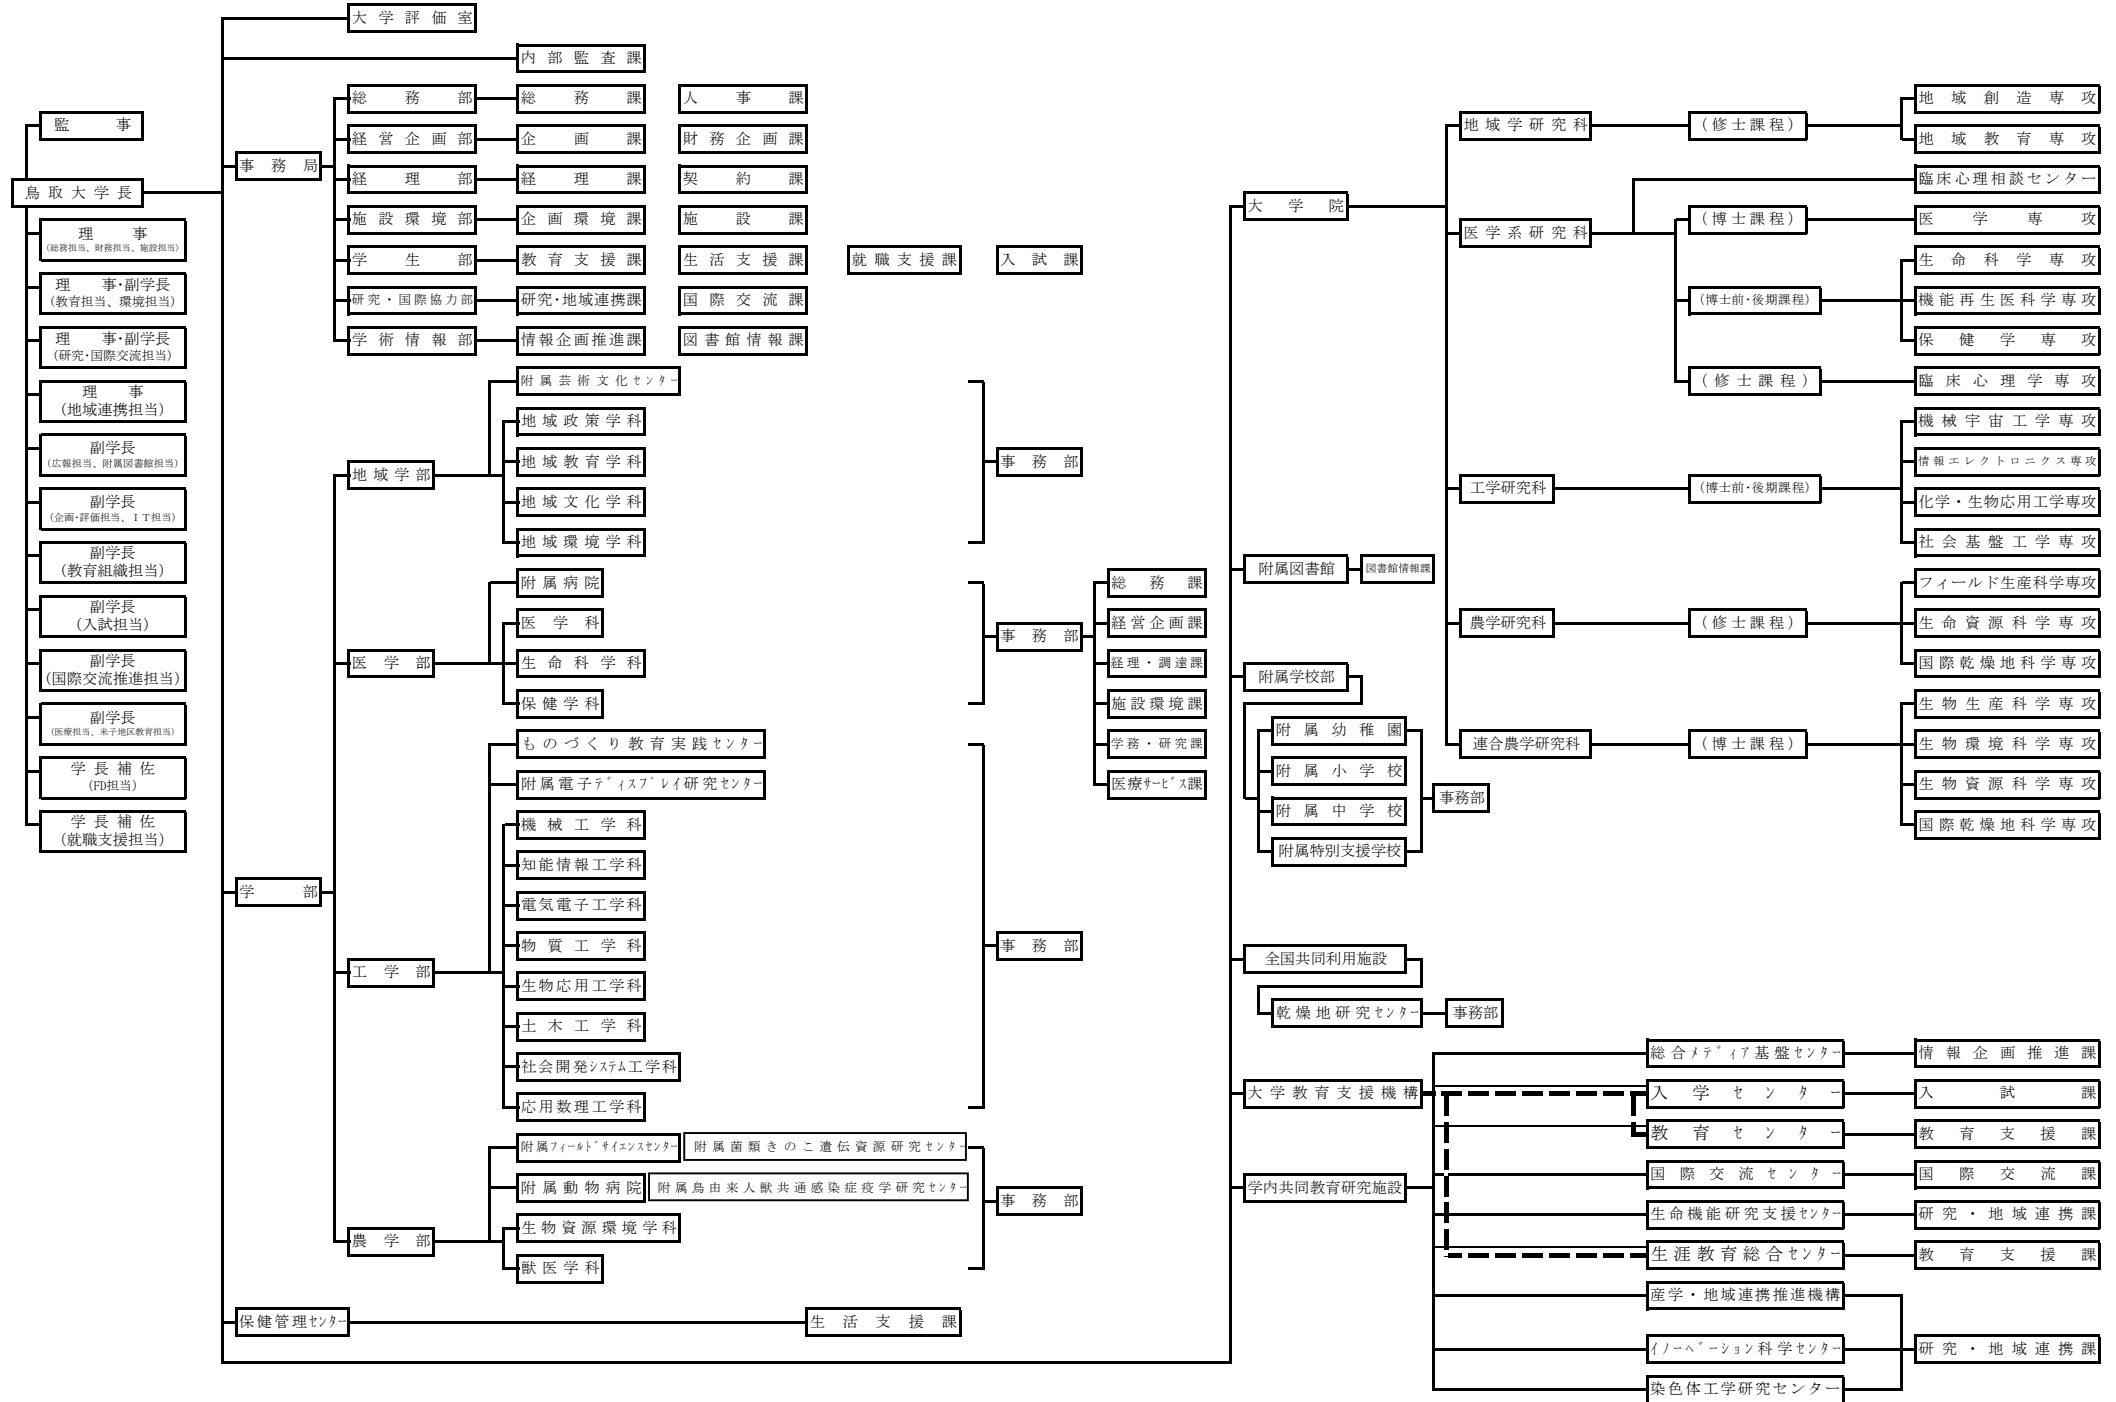 大学評価室
内部監査課
監事
鳥取大学長
理事
(総務担当、財務担当、施設担当)
理事・副学長
(教育担当、環境担当)
理事・副学長
(研究・国際交流担当)
理事
(地域連携担当)
副学長
(広報担当、附属図書館担当)
副学長
(企画・評価担当、ＩＴ担当)
副学長
(教育組織担当)
副学長
(入試担当)
副学長
(国際交流推進担当)
副学長
(医療担当、米子地区教育担当)
学長補佐
(FD担当)
学長補佐
(就職支援担当)
事務局
総務部 総務課 人事課
経営企画部 企画課 財務企画課
経理部 経理課 契約課
施設環境部 企画環境課 施設課
学生部 教育支援課 生活支援課 就職支援課 入試課
研究・国際協力部 研究・地域連携課 国際交流課
学術情報部 情報企画推進課 図書館情報課
学部
地域学部
附属芸術文化センター
地域政策学科
地域教育学科
地域文化学科
地域環境学科
事務部
医学部
附属病院
医学科
生命科学科
保健学科
事務部
総務課
経営企画課
経理・調達課
施設環境課
学務・研究課
医療サービス課
工学部
ものづくり教育実践センター
附属電子ディスプレイ研究センター
機械工学科
知能情報工学科
電気電子工学科
物質工学科
生物応用工学科
土木工学科
社会開発システム工学科
応用数理工学科
事務部
農学部
附属フィールドサイエンスセンター 附属菌類きのこ遺伝資源研究センター
附属動物病院 附属鳥由来人獣共通感染症疫学研究センター
生物資源環境学科
獣医学科
事務部
保健管理センター 生活支援課
大学院
地域学研究科 (修士課程)
地域創造専攻
地域教育専攻
臨床心理相談センター
医学系研究科
(博士課程) 医学専攻
(博士前・後期課程)
生命科学専攻
機能再生医科学専攻
保健学専攻
(修士課程) 臨床心理学専攻
工学研究科 (博士前・後期課程)
機械宇宙工学専攻
情報エレクトロニクス専攻
化学・生物応用工学専攻
社会基盤工学専攻
農学研究科 (修士課程)
フィールド生産科学専攻
生命資源科学専攻
国際乾燥地科学専攻
連合農学研究科 (博士課程)
生物生産科学専攻
生物環境科学専攻
生物資源科学専攻
国際乾燥地科学専攻
附属図書館 図書館情報課
附属学校部
附属幼稚園
附属小学校
附属中学校
附属特別支援学校
事務部
全国共同利用施設
乾燥地研究センター 事務部
大学教育支援機構
学内共同教育研究施設
総合メディア基盤センター 情報企画推進課
入学センター 入試課
教育センター 教育支援課
国際交流センター 国際交流課
生命機能研究支援センター 研究・地域連携課
生涯教育総合センター 教育支援課
産学・地域連携推進機構
イノーベーション科学センター 研究・地域連携課
染色体工学研究センター